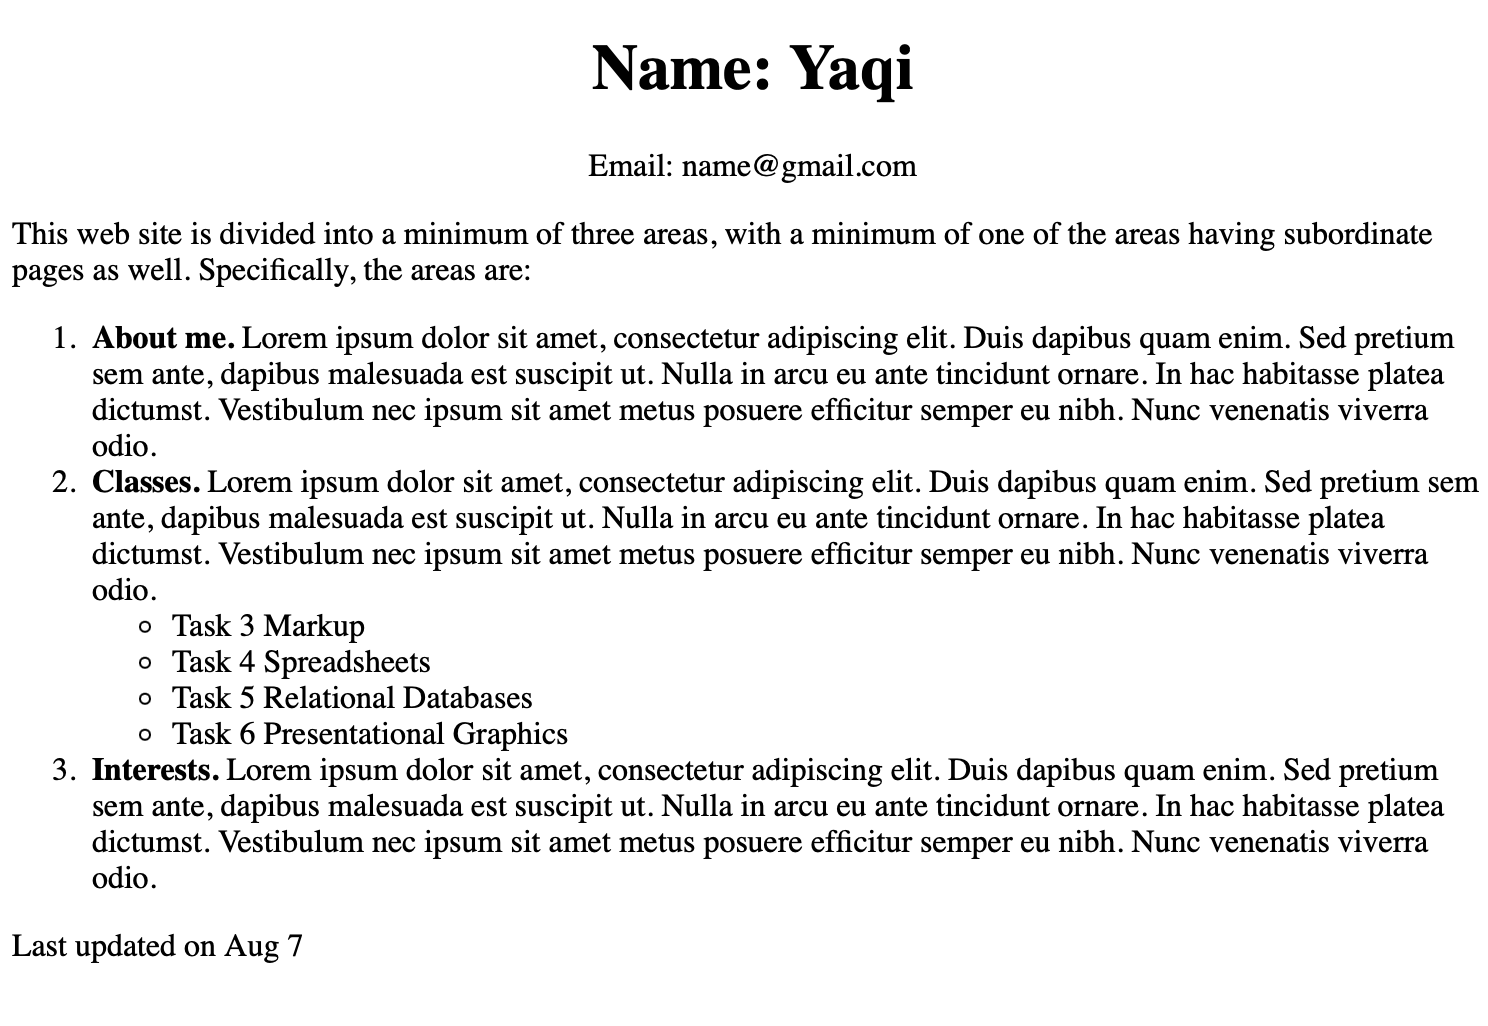 Name: Yaqi
Email: name@gmail.com
This web site is divided into a minimum of three areas, with a minimum of one of the areas having subordinate
pages as well. Specifically, the areas are:
1. About me. Lorem ipsum dolor sit amet, consectetur adipiscing elit. Duis dapibus quam enim. Sed pretium
sem ante, dapibus malesuada est suscipit ut. Nulla in arcu eu ante tincidunt ornare. In hac habitasse platea
dictumst. Vestibulum nec ipsum sit amet metus posuere efficitur semper eu nibh. Nunc venenatis viverra
odio.
2. Classes. Lorem ipsum dolor sit amet, consectetur adipiscing elit. Duis dapibus quam enim. Sed pretium sem
ante, dapibus malesuada est suscipit ut. Nulla in arcu eu ante tincidunt ornare. In hac habitasse platea
dictumst. Vestibulum nec ipsum sit amet metus posuere efficitur semper eu nibh. Nunc venenatis viverra
odio.
○ Task 3 Markup
○ Task 4 Spreadsheets
○ Task 5 Relational Databases
○ Task 6 Presentational Graphics
3. Interests. Lorem ipsum dolor sit amet, consectetur adipiscing elit. Duis dapibus quam enim. Sed pretium
sem ante, dapibus malesuada est suscipit ut. Nulla in arcu eu ante tincidunt ornare. In hac habitasse platea
dictumst. Vestibulum nec ipsum sit amet metus posuere efficitur semper eu nibh. Nunc venenatis viverra
odio.
Last updated on Aug 7